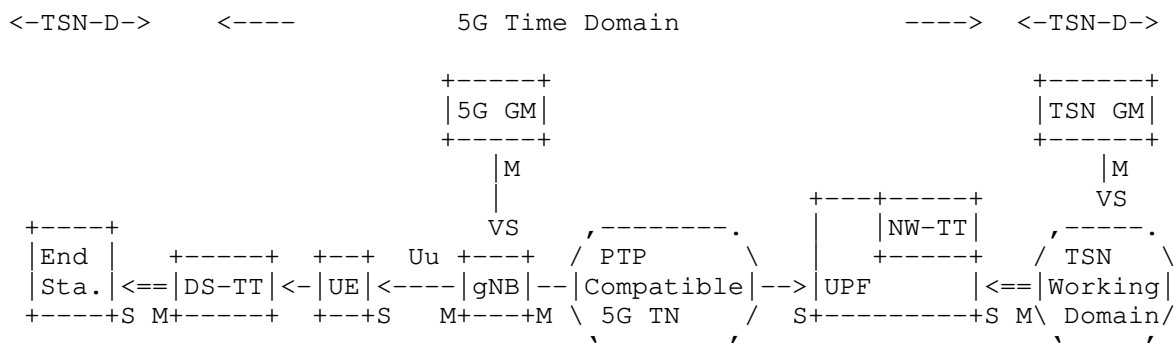 <-TSN-D-> <---- 5G Time Domain ----> <-TSN-D->
+-----+ +------+
|5G GM| |TSN GM|
+-----+ +------+
|M |M
| +---+-----+ VS
+----+ VS ,--------. | |NW-TT| ,-----.
|End | +-----+ +--+ Uu +---+ / PTP \ | +-----+ / TSN \
|Sta.|<==|DS-TT|<-|UE|<----|gNB|--|Compatible|-->|UPF |<==|Working|
+----+S M+-----+ +--+S M+---+M \ 5G TN / S+---------+S M\ Domain/